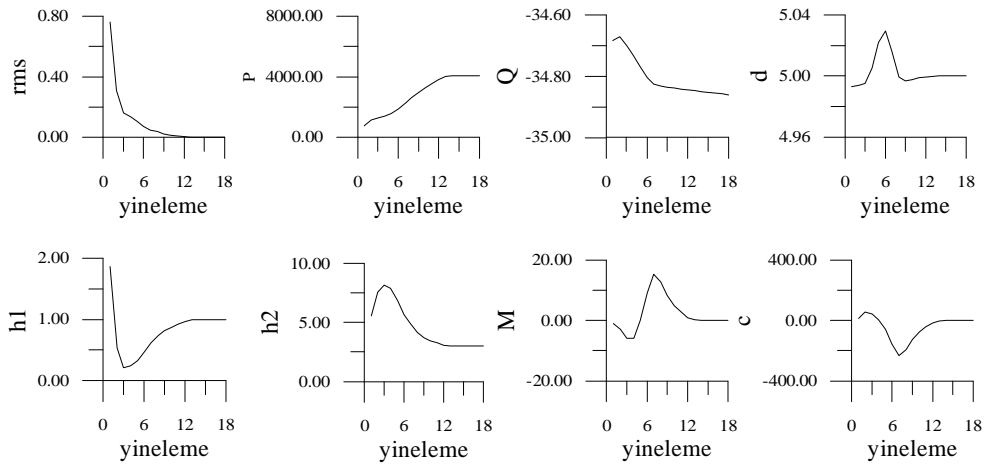 0.80
0.40
0.00
rms
0 6 12 18
yineleme
8000.00
4000.00
0.00
P
0 6 12 18
yineleme
-34.60
-34.80
-35.00
Q
0 6 12 18
yineleme
5.04
5.00
4.96
d
0 6 12 18
yineleme
2.00
1.00
0.00
h1
0 6 12 18
yineleme
10.00
5.00
0.00
h2
0 6 12 18
yineleme
20.00
0.00
-20.00
M
0 6 12 18
yineleme
400.00
0.00
-400.00
c
0 6 12 18
yineleme